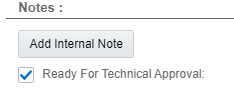 Notes :
Add Internal Note
Ready For Technical Approval: